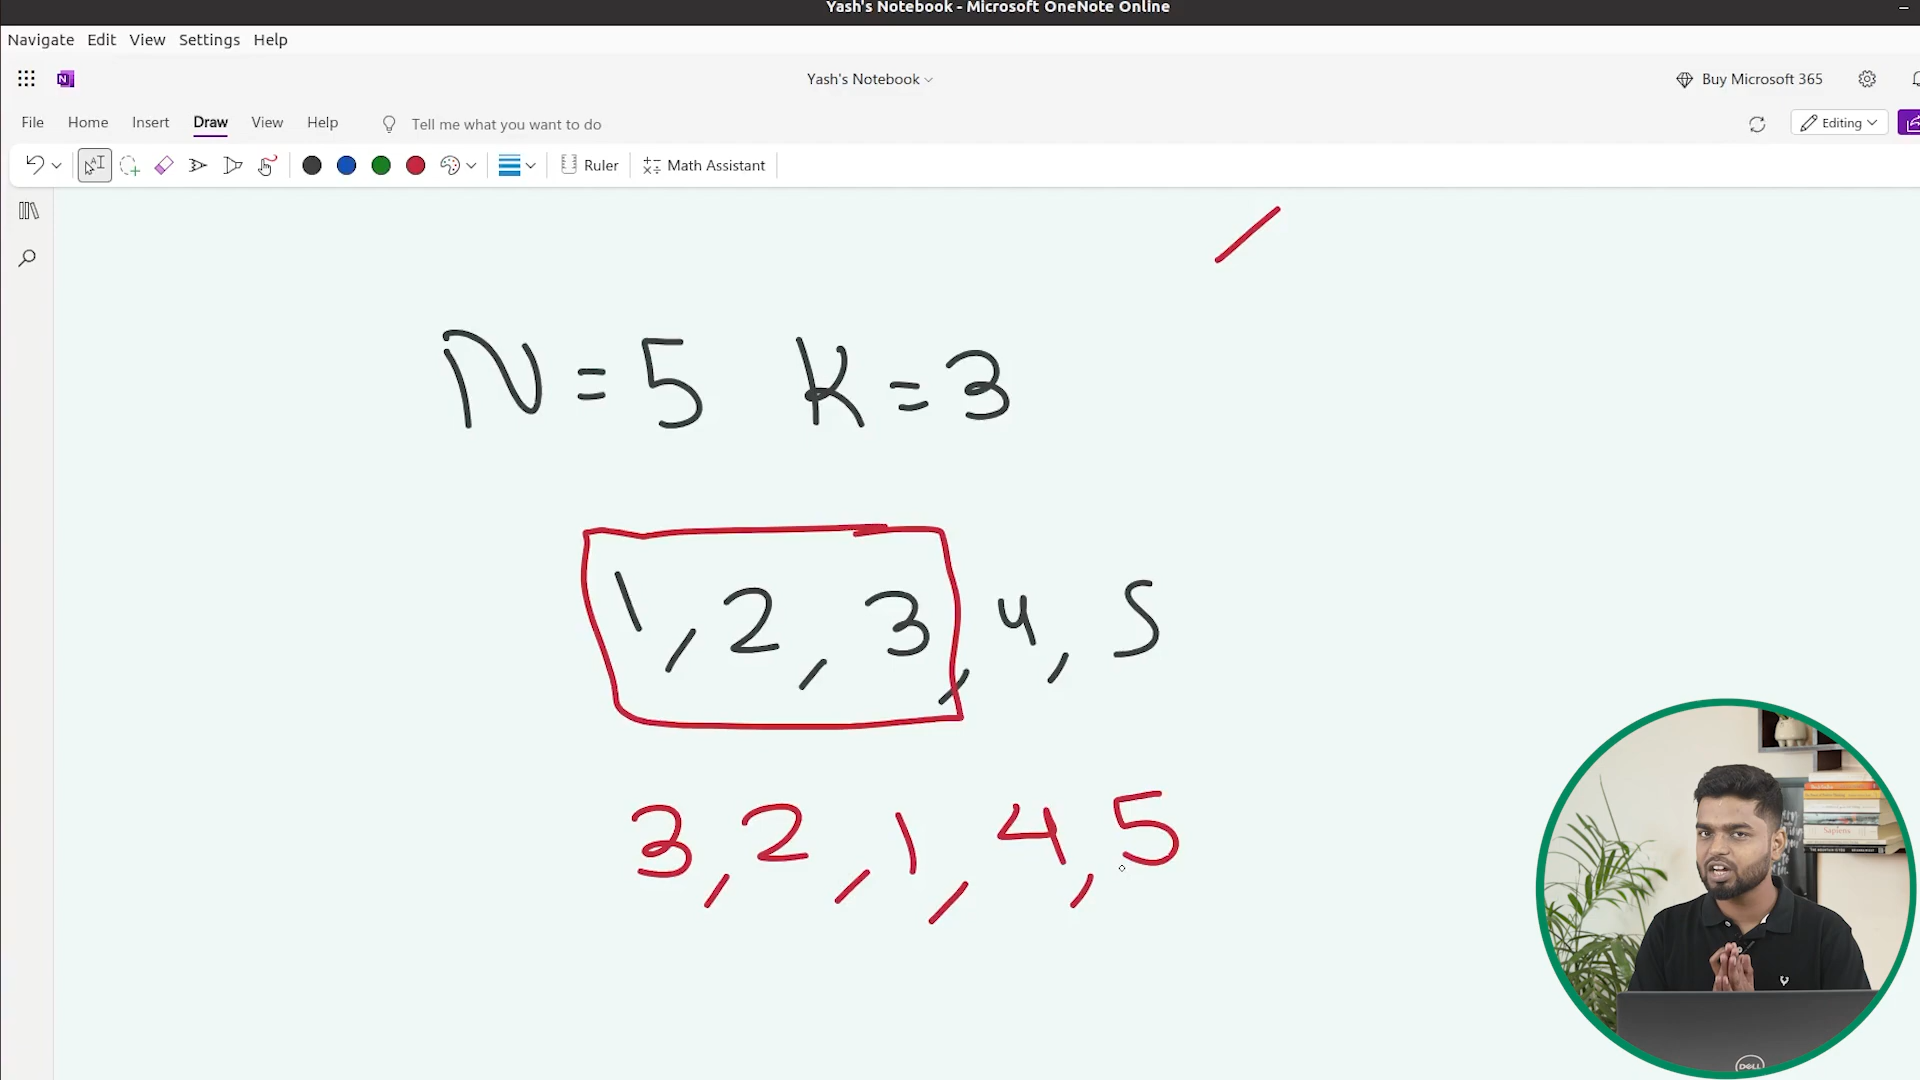 Yash's Notebook - Microsoft OneNote Online
Navigate Edit View Settings Help
N Yash's Notebook Buy Microsoft 365
File Home Insert Draw View Help Tell me what you want to do Editing
Ruler Math Assistant
N = 5 K = 3
1, 2, 3, 4, 5
3, 2, 1, 4, 5
Sapiens
DELL